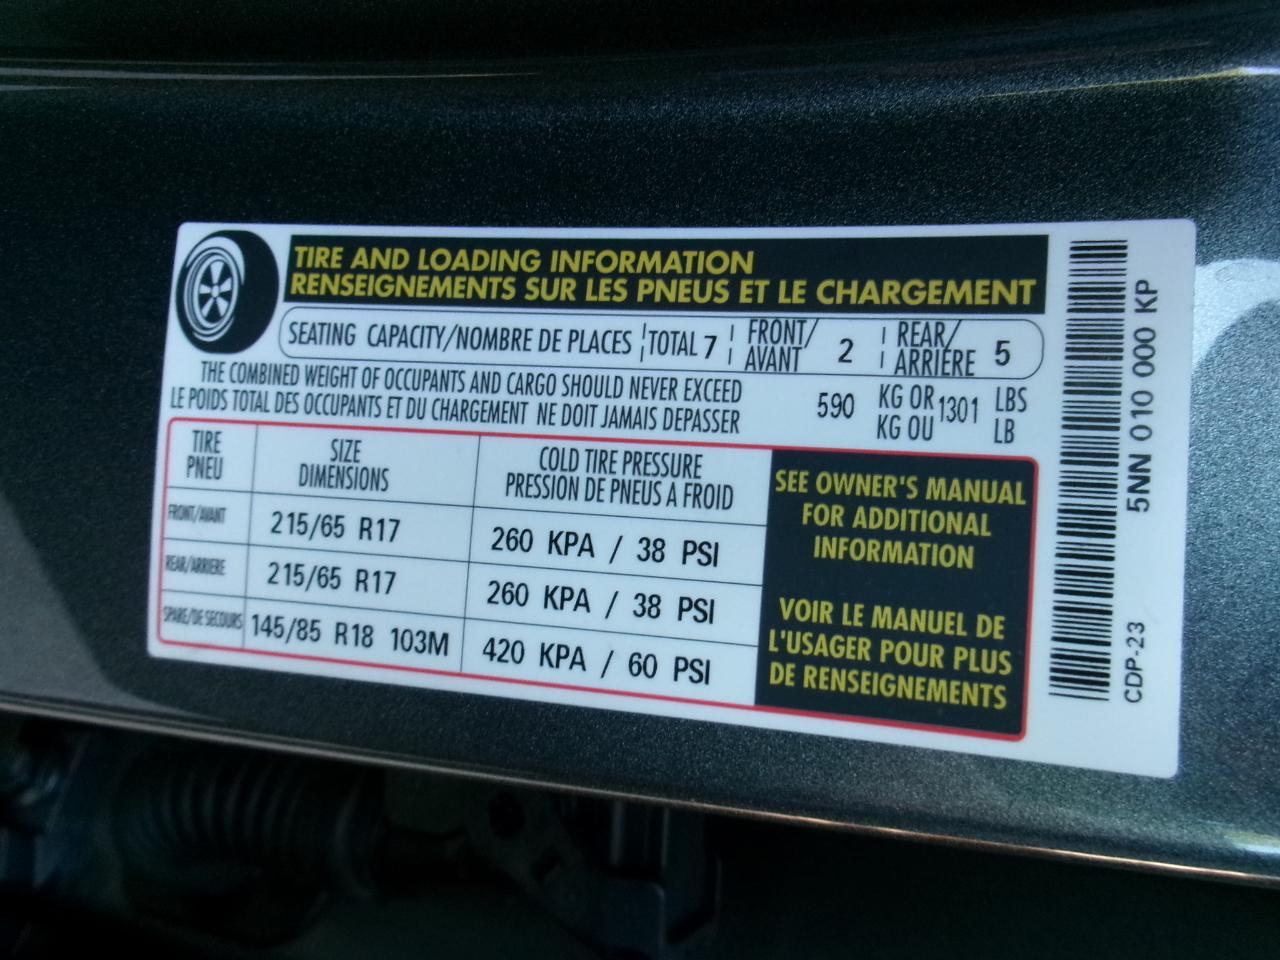 TIRE AND LOADING INFORMATION
RENSEIGNEMENTS SUR LES PNEUS ET LE CHARGEMENT
SEATING CAPACITY/NOMBRE DE PLACES TOTAL 7 FRONT/AVANT 2 REAR/ARRIÉRE 5
THE COMBINED WEIGHT OF OCCUPANTS AND CARGO SHOULD NEVER EXCEED 590 KG OR 1301 LBS
LE POIDS TOTAL DES OCCUPANTS ET DU CHARGEMENT NE DOIT JAMAIS DEPASSER KG OU LB
TIRE SIZE COLD TIRE PRESSURE
PNEU DIMENSIONS PRESSION DE PNEUS A FROID
FRONT/AVANT 215/65 R17 260 KPA / 38 PSI
REAR/ARRIERE 215/65 R17 260 KPA / 38 PSI
SPARE/DE SECOURS 145/85 R18 103M 420 KPA / 60 PSI
SEE OWNER'S MANUAL
FOR ADDITIONAL
INFORMATION
VOIR LE MANUEL DE
L'USAGER POUR PLUS
DE RENSEIGNEMENTS
5NN 010 000 KP
CDP-23